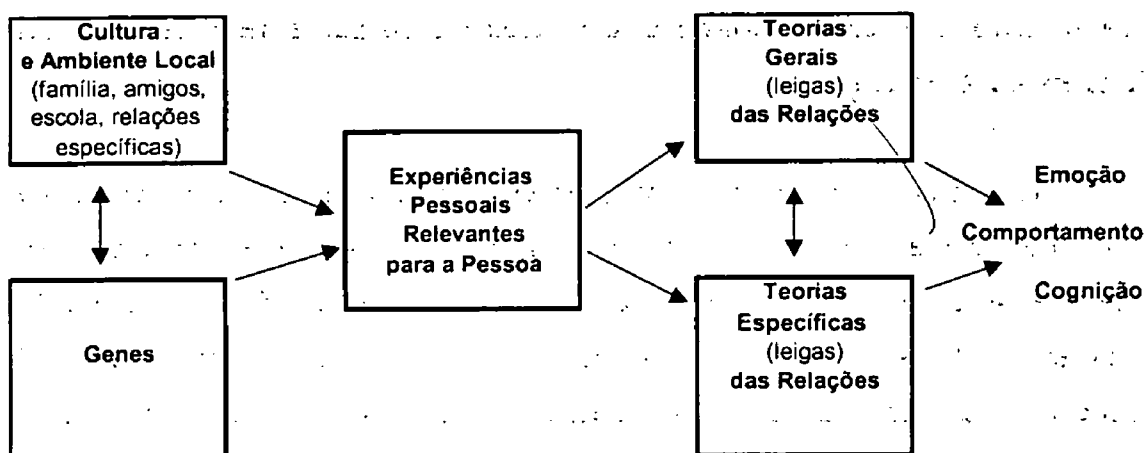 Cultura
e Ambiente Local
(família, amigos,
escola, relações
específicas)
Genes
Experiências
Pessoais
Relevantes
para a Pessoa
Teorias
Gerais
(leigas)
das Relações
Teorias
Específicas
(leigas)
das Relações
Emoção
Comportamento
Cognição